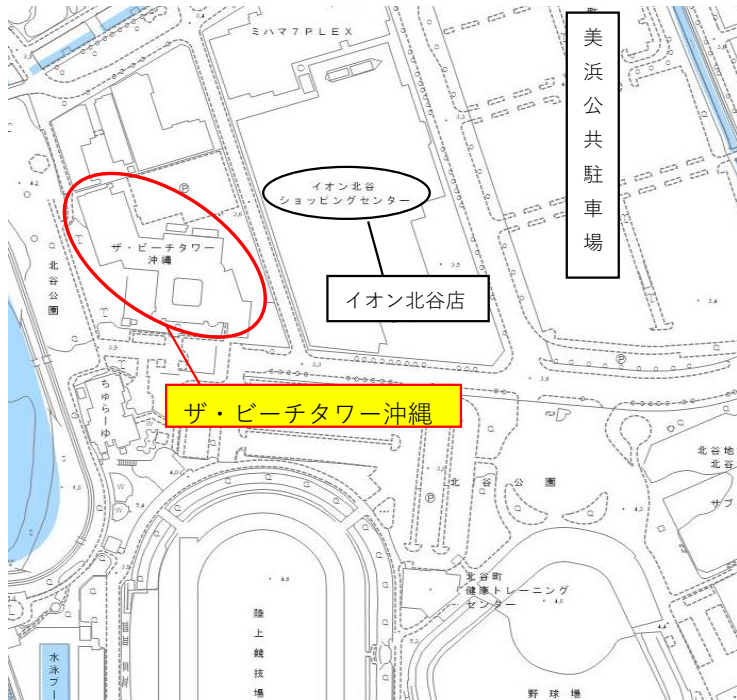 ミハマ7PLEX
美浜公共駐車場
イオン北谷
ショッピングセンター
ザ・ビーチタワー
沖縄
北谷公園
イオン北谷店
ちゅらーゆ
ザ・ビーチタワー沖縄
北谷公園
北谷地
北谷
サブ
北谷町
健康トレーニング
センター
陸上競技場
野球場
水泳プー